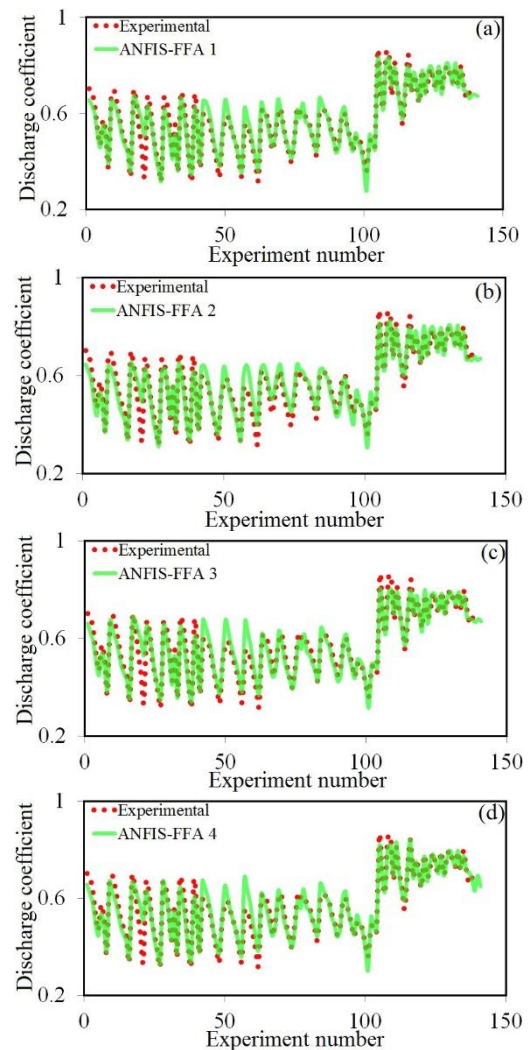 (a)
Experimental
ANFIS-FFA 1
Discharge coefficient
1
0.6
0.2
0 50 100 150
Experiment number
(b)
Experimental
ANFIS-FFA 2
Discharge coefficient
1
0.6
0.2
0 50 100 150
Experiment number
(c)
Experimental
ANFIS-FFA 3
Discharge coefficient
1
0.6
0.2
0 50 100 150
Experiment number
(d)
Experimental
ANFIS-FFA 4
Discharge coefficient
1
0.6
0.2
0 50 100 150
Experiment number